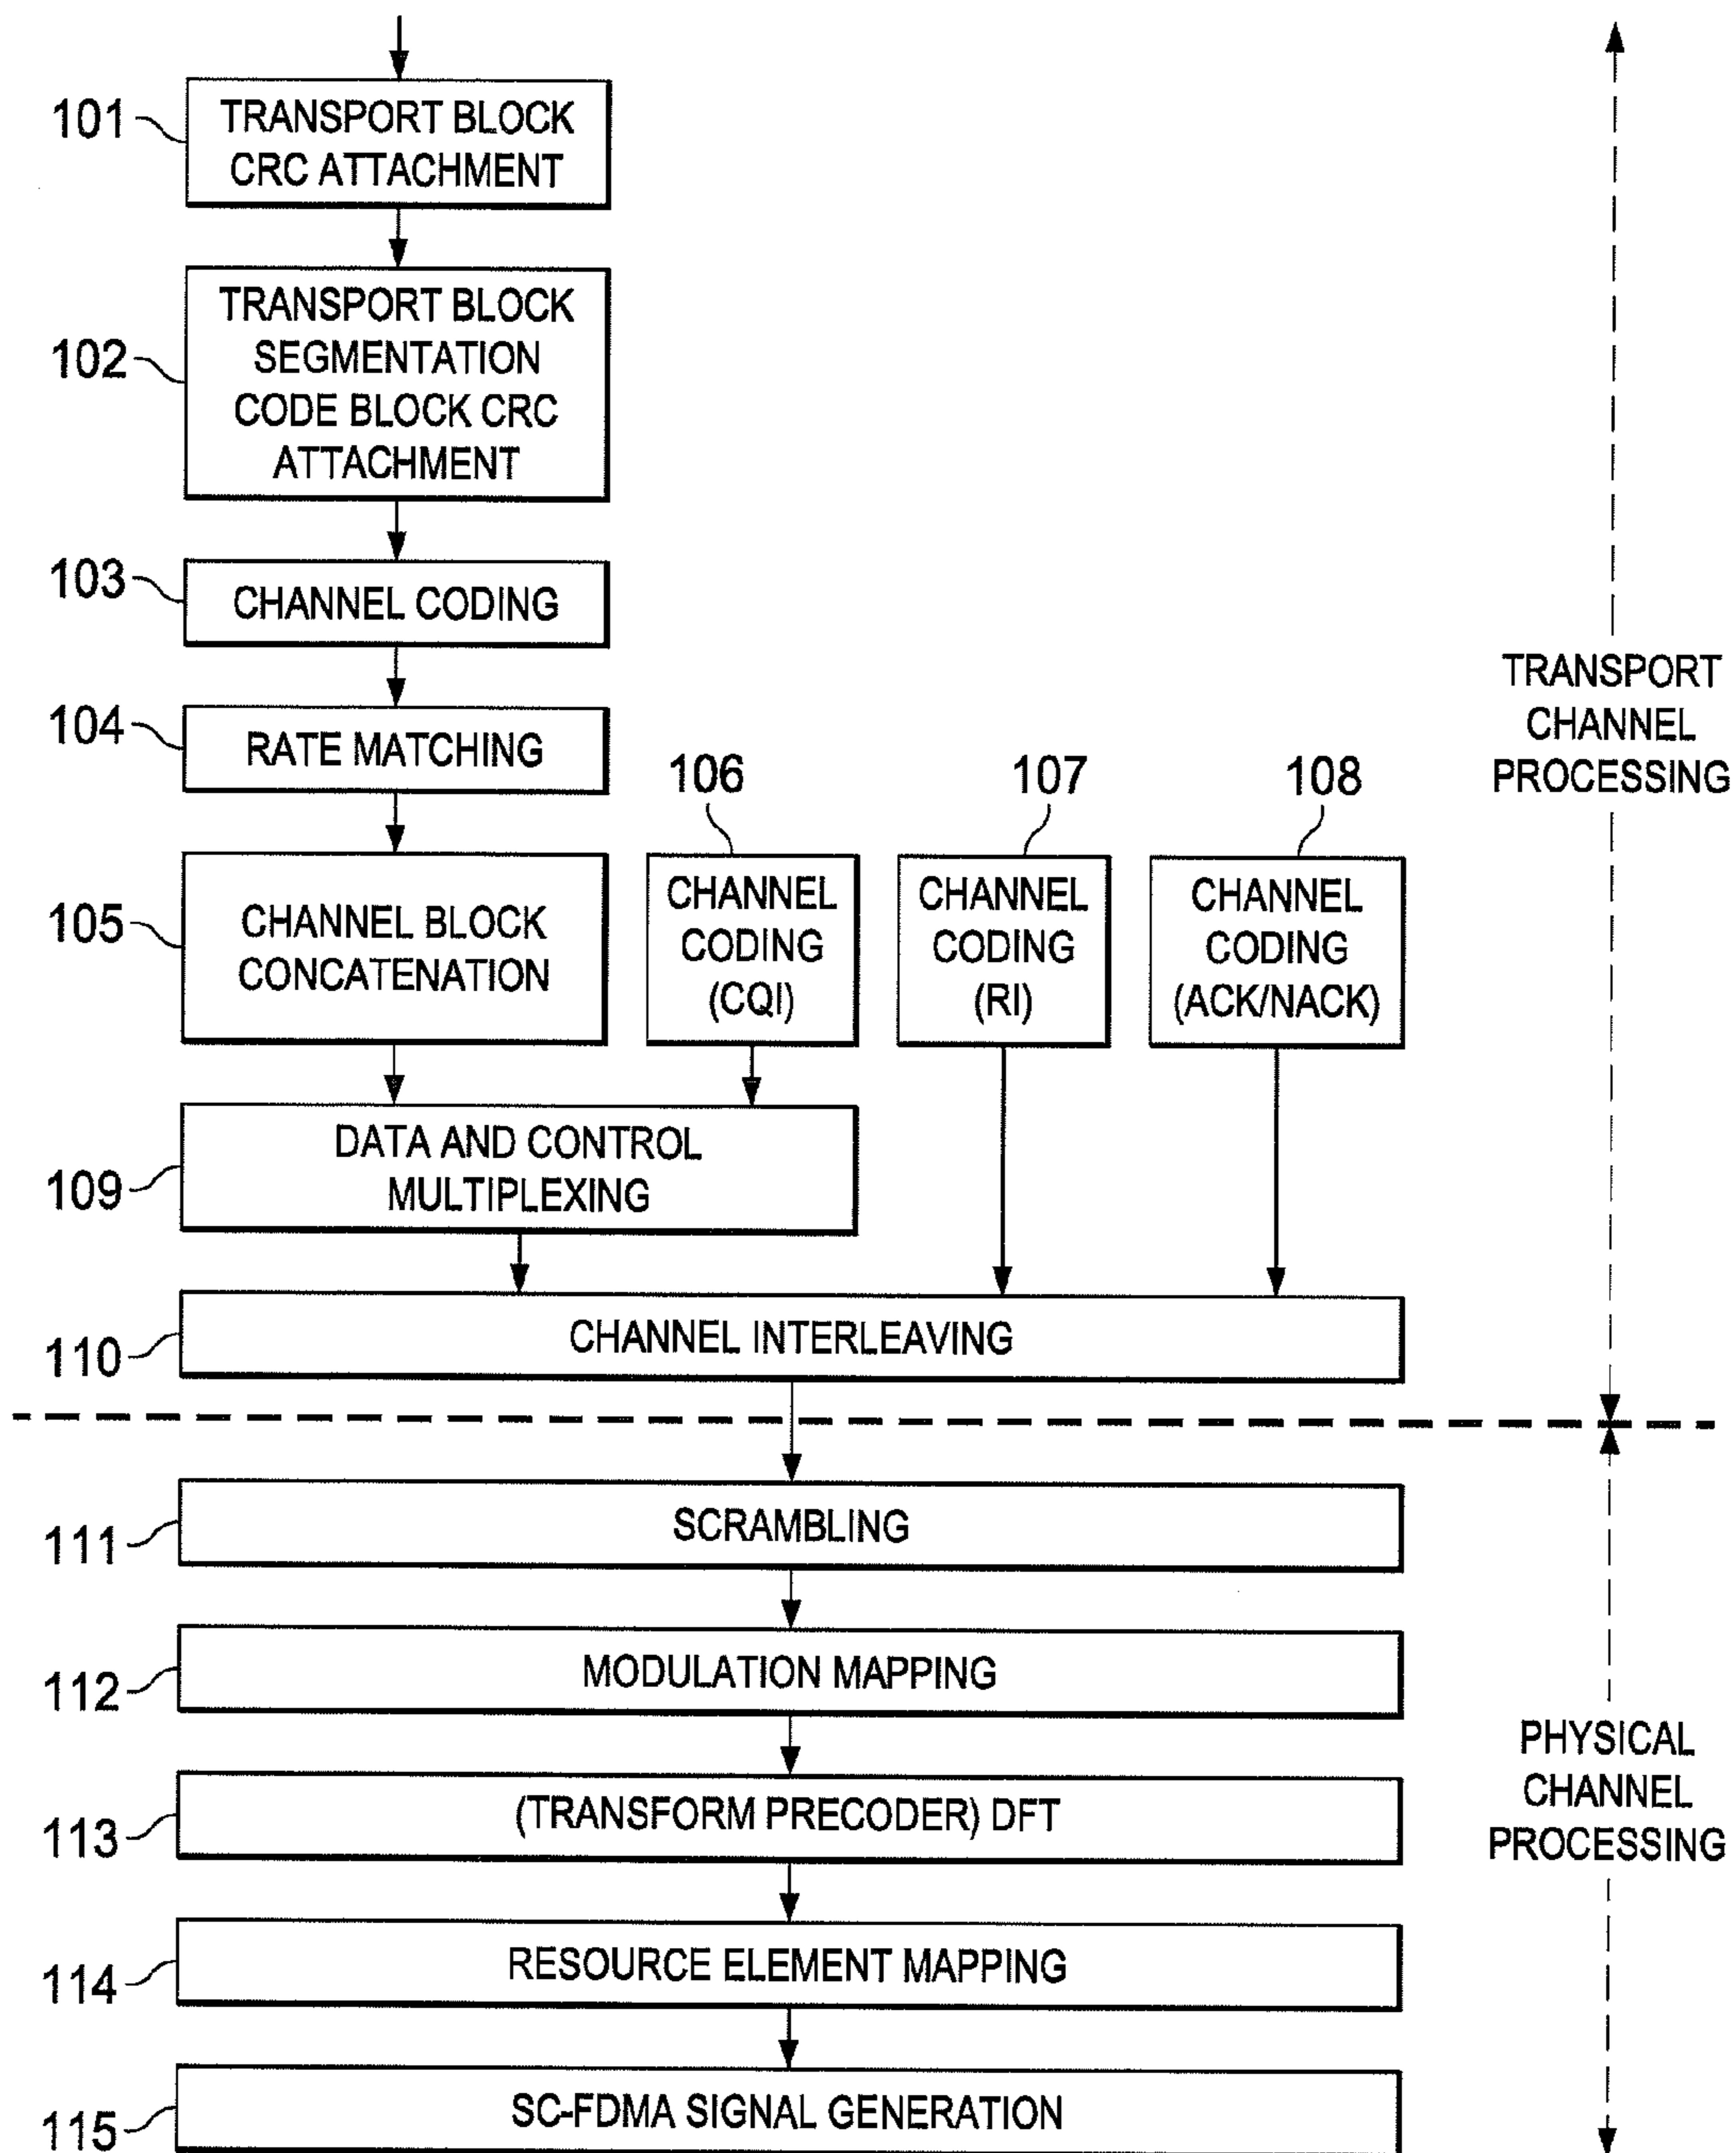 101
TRANSPORT BLOCK
CRC ATTACHMENT
102
TRANSPORT BLOCK
SEGMENTATION
CODE BLOCK CRC
ATTACHMENT
103
CHANNEL CODING
104
RATE MATCHING
TRANSPORT
CHANNEL
PROCESSING
105
CHANNEL BLOCK
CONCATENATION
106
CHANNEL
CODING
(CQI)
107
CHANNEL
CODING
(RI)
108
CHANNEL
CODING
(ACK/NACK)
109
DATA AND CONTROL
MULTIPLEXING
110
CHANNEL INTERLEAVING
111
SCRAMBLING
112
MODULATION MAPPING
PHYSICAL
CHANNEL
PROCESSING
113
(TRANSFORM PRECODER) DFT
114
RESOURCE ELEMENT MAPPING
115
SC-FDMA SIGNAL GENERATION